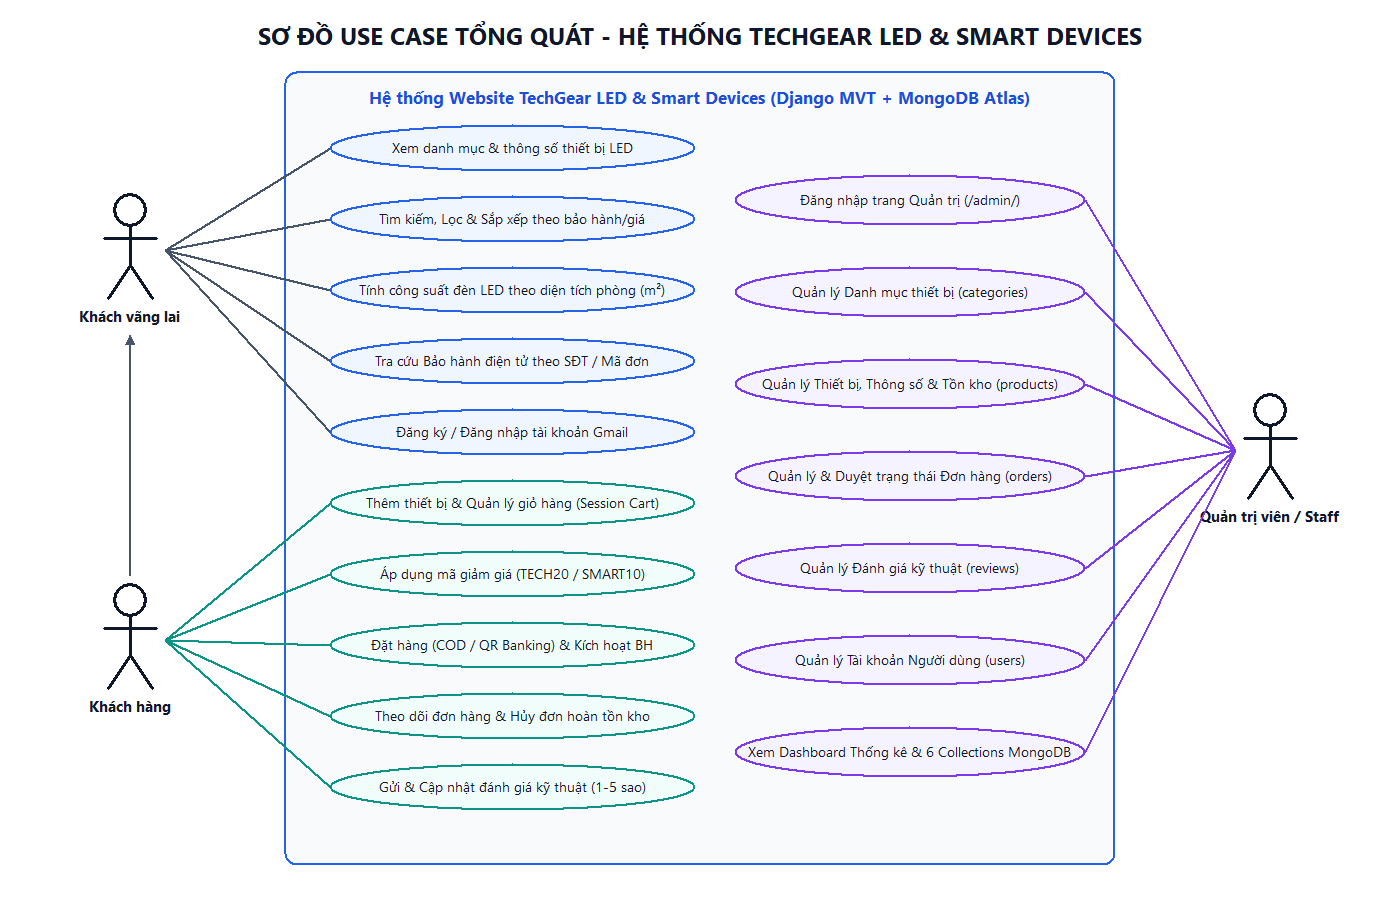 SƠ ĐỒ USE CASE TỔNG QUÁT - HỆ THỐNG TECHGEAR LED & SMART DEVICES
Hệ thống Website TechGear LED & Smart Devices (Django MVT + MongoDB Atlas)
Xem danh mục & thông số thiết bị LED
Tìm kiếm, Lọc & Sắp xếp theo bảo hành/giá
Tính công suất đèn LED theo diện tích phòng (m²)
Tra cứu Bảo hành điện tử theo SĐT / Mã đơn
Đăng ký / Đăng nhập tài khoản Gmail
Thêm thiết bị & Quản lý giỏ hàng (Session Cart)
Áp dụng mã giảm giá (TECH20 / SMART10)
Đặt hàng (COD / QR Banking) & Kích hoạt BH
Theo dõi đơn hàng & Hủy đơn hoàn tồn kho
Gửi & Cập nhật đánh giá kỹ thuật (1-5 sao)
Đăng nhập trang Quản trị (/admin/)
Quản lý Danh mục thiết bị (categories)
Quản lý Thiết bị, Thông số & Tồn kho (products)
Quản lý & Duyệt trạng thái Đơn hàng (orders)
Quản lý Đánh giá kỹ thuật (reviews)
Quản lý Tài khoản Người dùng (users)
Xem Dashboard Thống kê & 6 Collections MongoDB
Khách vãng lai
Khách hàng
Quản trị viên / Staff